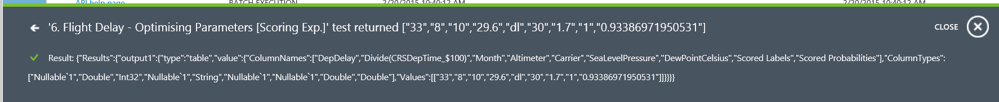 API help page BATCH EXECUTION 2/20/2015 10:40:12 AM 2/20/2015 10:40:12 AM
'6. Flight Delay - Optimising Parameters [Scoring Exp.]' test returned ["33","8","10","29.6","dl","30","1.7","1","0.93386971950531"] CLOSE
Result: {"Results":{"output1":{"type":"table","value":{"ColumnNames":["DepDelay","Divide(CRSDepTime_$100)","Month","Altimeter","Carrier","SeaLevelPressure","DewPointCelsius","Scored Labels","Scored Probabilities"],"ColumnTypes":
["Nullable`1","Double","Int32","Nullable`1","String","Nullable`1","Nullable`1","Double","Double"],"Values":[["33","8","10","29.6","dl","30","1.7","1","0.93386971950531"]]}}}}